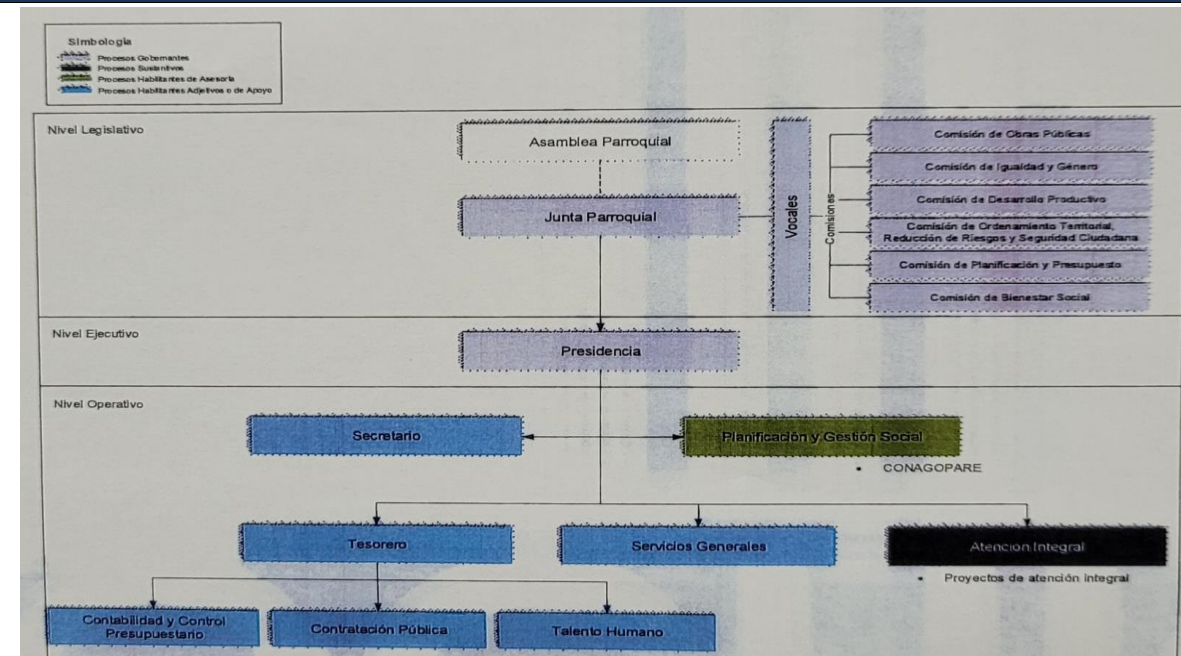 Simbología
Procesos Gobernantes
Procesos Sustantivos
Procesos Habilitantes de Asesoría
Procesos Habilitantes Adjetivos o de Apoyo
Nivel Legislativo
Asamblea Parroquial
Junta Parroquial
Vocales
Comisiones
Comisión de Obras Públicas
Comisión de Igualdad y Género
Comisión de Desarrollo Productivo
Comisión de Ordenamiento Territorial,
Reducción de Riesgos y Seguridad Ciudadana
Comisión de Planificación y Presupuesto
Comisión de Bienestar Social
Nivel Ejecutivo
Presidencia
Nivel Operativo
Secretario
Planificación y Gestión Social
• CONAGOPARE
Tesorero
Servicios Generales
Atención Integral
• Proyectos de atención integral
Contabilidad y Control
Presupuestario
Contratación Pública
Talento Humano